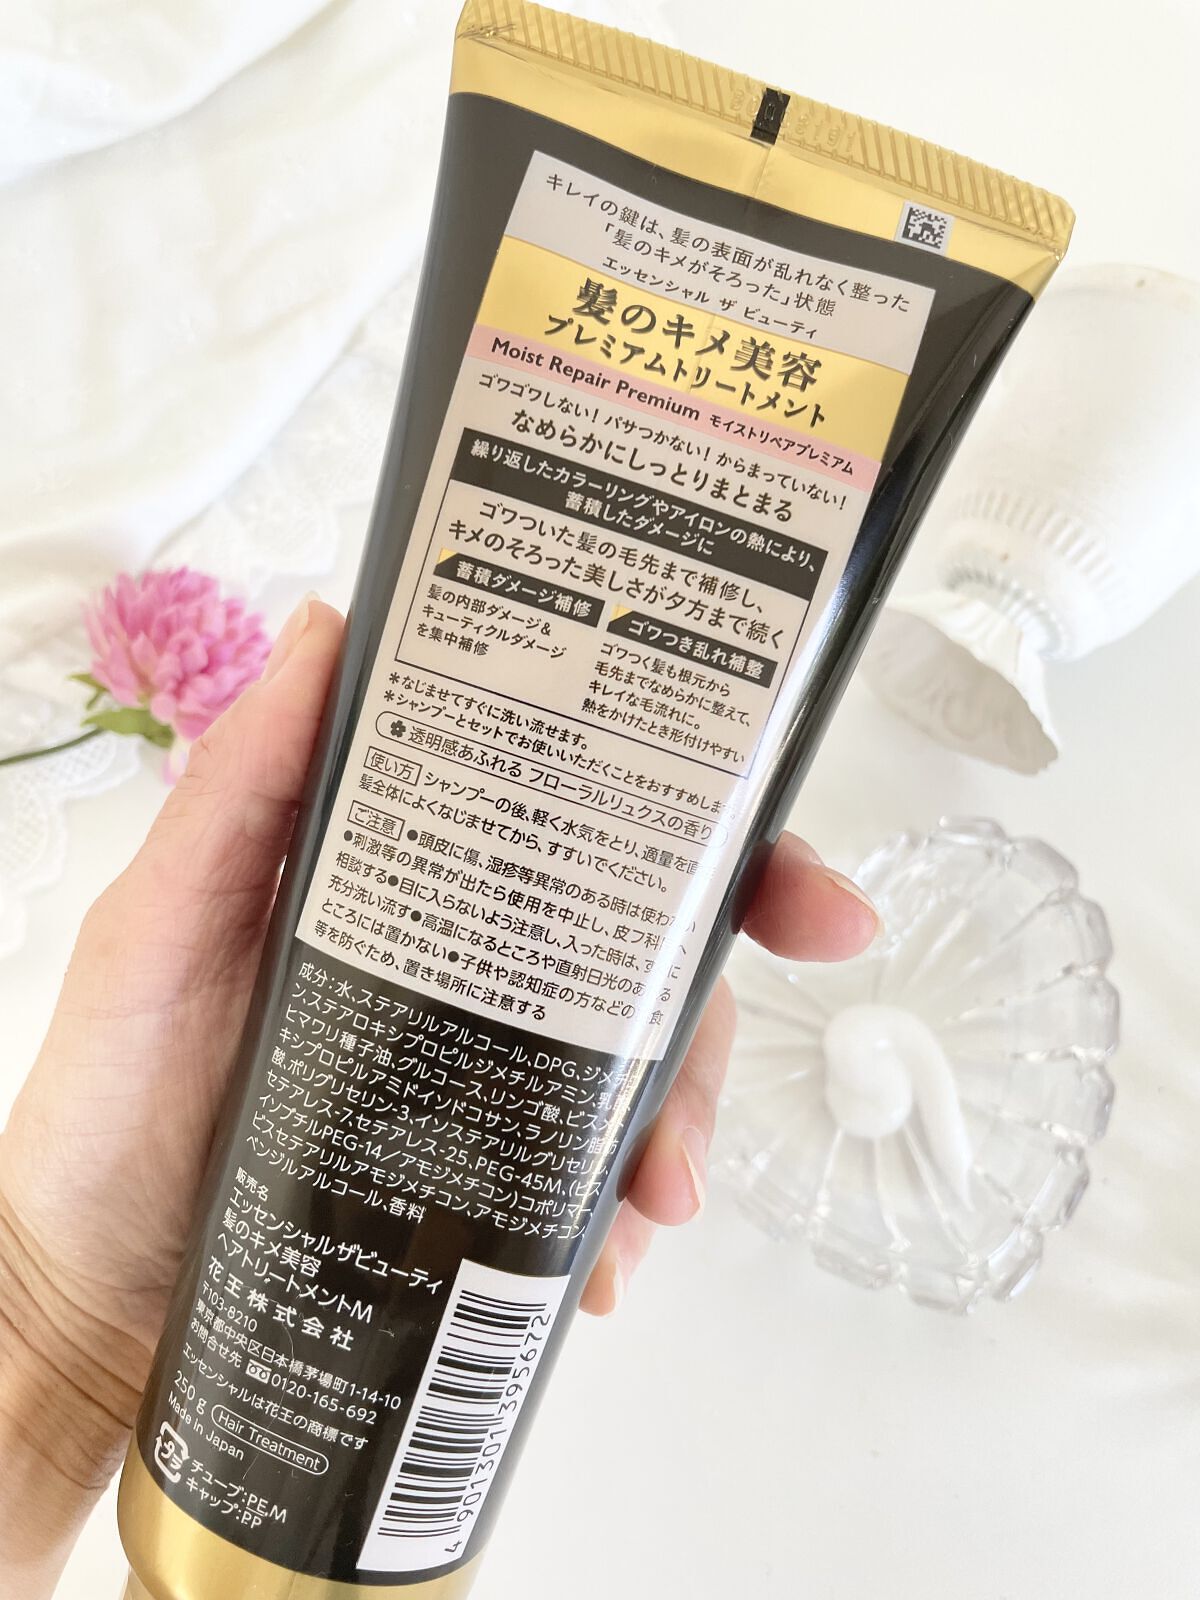 キレイの鍵は、髪の表面が乱れなく整った
「髪のキメがそろった」状態
エッセンシャル ザ ビューティ
髪のキメ美容
プレミアムトリートメント
Moist Repair Premium モイストリペアプレミアム
ゴワゴワしない！パサつかない！からまっていない！
なめらかにしっとりまとまる
繰り返したカラーリングやアイロンの熱により、
蓄積したダメージに
ゴワついた髪の毛先まで補修し、
キメのそろった美しさが夕方まで続く
蓄積ダメージ補修
髪の内部ダメージ&
キューティクルダメージ
を集中補修
ゴワつき乱れ補整
ゴワつく髪も根元から
毛先までなめらかに整えて、
キレイな毛流れに。
熱をかけたとき形付けやすい
*なじませてすぐに洗い流せます。
*シャンプーとセットでお使いいただくことをおすすめします。
透明感あふれる フローラルリュクスの香り
使い方 シャンプーの後、軽く水気をとり、適量を
髪全体によくなじませてから、すすいでください。
ご注意 ●頭皮に傷、湿疹等異常のある時は使わない
●刺激等の異常が出たら使用を中止し、皮フ科医へ
相談する●目に入らないよう注意し、入った時は、すぐに
充分洗い流す●高温になるところや直射日光のあたる
ところには置かない●子供や認知症の方などの誤食
等を防ぐため、置き場所に注意する
成分:水、ステアリルアルコール、DPG、ジメチコ
ン、ステアロキシプロピルジメチルアミン、乳酸、
ヒマワリ種子油、グルコース、リンゴ酸、ビスメト
キシプロピルアミドイソドコサン、ラノリン脂肪
酸、ポリグリセリン-3、イソステアリルグリセリル、
セテアレス-7、セテアレス-25、PEG-45M、(ビス
イソブチルPEG-14/アモジメチコン)コポリマー、
ビスセテアリルアモジメチコン、アモジメチコン、
ベンジルアルコール、香料
販売名
エッセンシャルザビューティ
髪のキメ美容
ヘアトリートメントM
花王株式会社
〒103-8210
東京都中央区日本橋茅場町1-14-10
お問合せ先 0120-165-692
エッセンシャルは花王の商標です
250 g Hair Treatment
Made in Japan
プラ
チューブ:PE,M
キャップ:PP
4901301395672